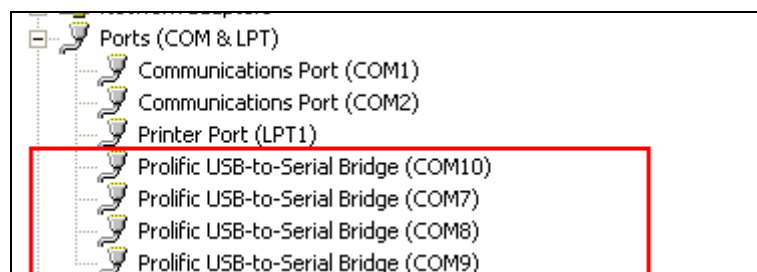 Ports (COM & LPT)
Communications Port (COM1)
Communications Port (COM2)
Printer Port (LPT1)
Prolific USB-to-Serial Bridge (COM10)
Prolific USB-to-Serial Bridge (COM7)
Prolific USB-to-Serial Bridge (COM8)
Prolific USB-to-Serial Bridge (COM9)